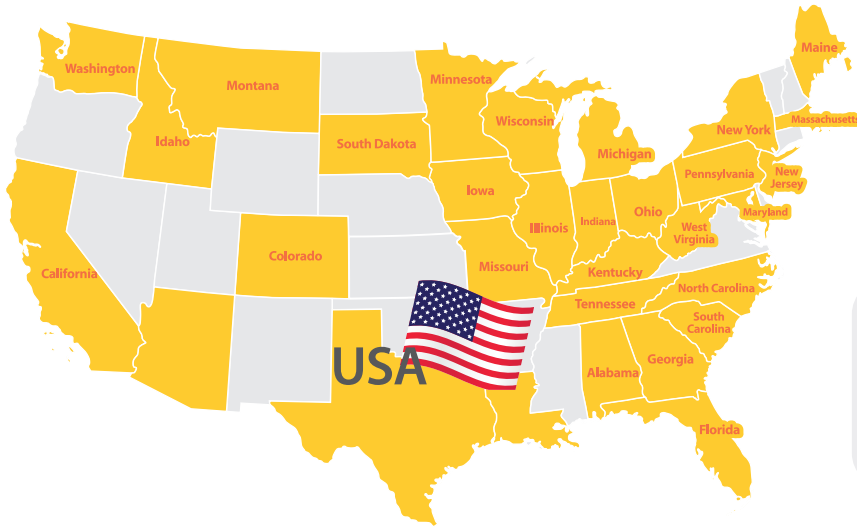 Maine
Washington
Montana
Minnesota
Massachusetts
Wisconsin
New York
Idaho
South Dakota
Michigan
Pennsylvania
New
Jersey
Iowa
Ohio
Maryland
Illinois
Indiana
West
Virginia
Colorado
California
Missouri
Kentucky
North Carolina
Tennessee
South
Carolina
USA
Georgia
Alabama
Florida